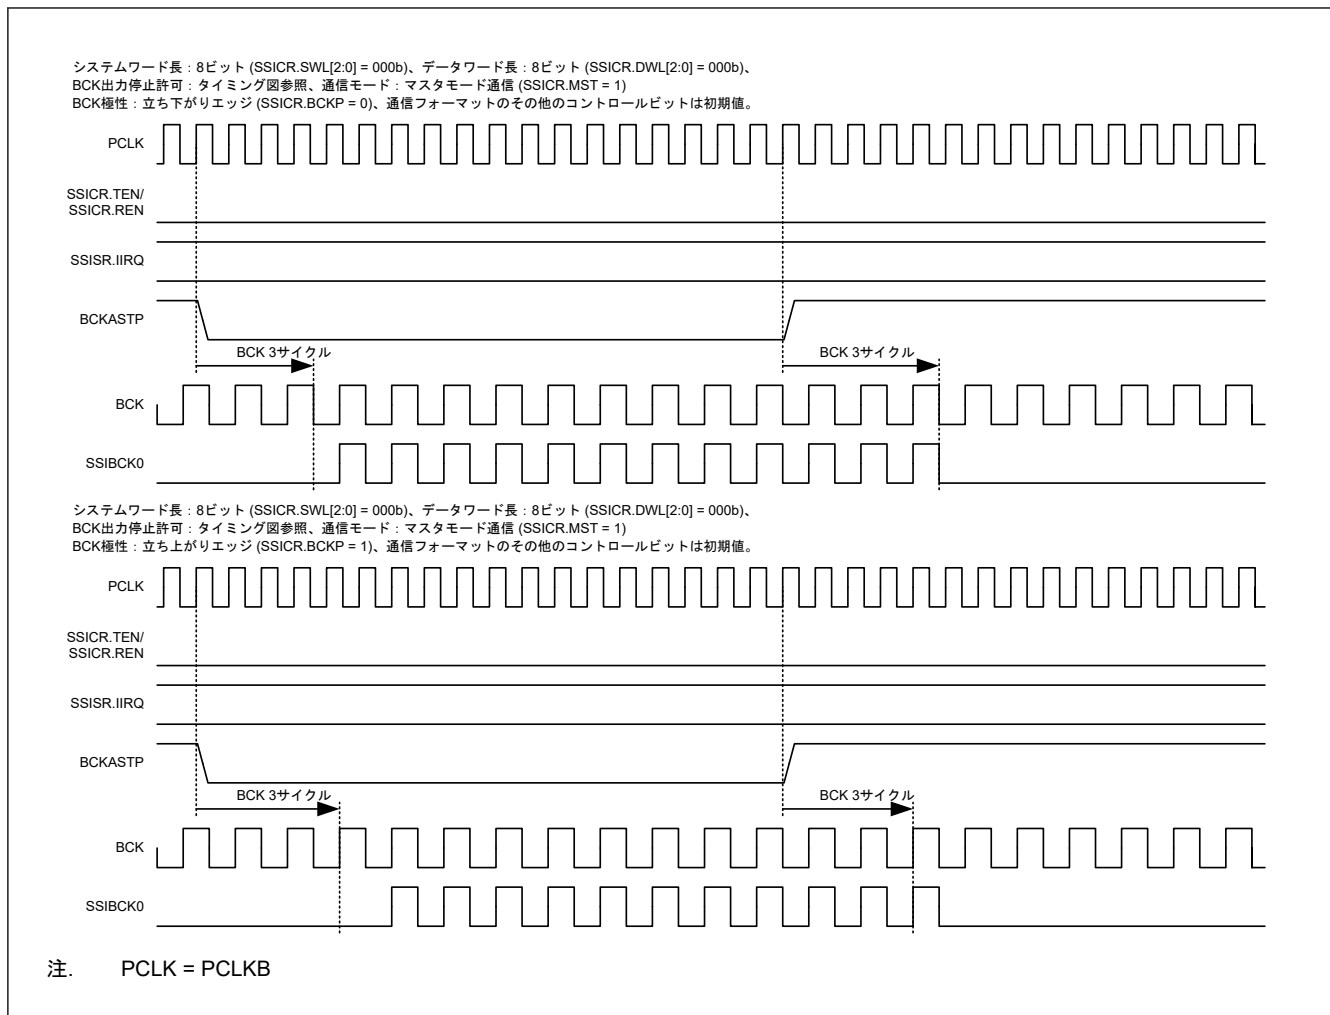 システムワード長：8ビット (SSICR.SWL[2:0] = 000b)、データワード長：8ビット (SSICR.DWL[2:0] = 000b)、
BCK出力停止許可：タイミング図参照、通信モード：マスタモード通信 (SSICR.MST = 1)
BCK極性：立ち下がりエッジ (SSICR.BCKP = 0)、通信フォーマットのその他のコントロールビットは初期値。
PCLK
SSICR.TEN/
SSICR.REN
SSISR.IIRQ
BCKASTP
BCK 3サイクル
BCK 3サイクル
BCK
SSIBCK0
システムワード長：8ビット (SSICR.SWL[2:0] = 000b)、データワード長：8ビット (SSICR.DWL[2:0] = 000b)、
BCK出力停止許可：タイミング図参照、通信モード：マスタモード通信 (SSICR.MST = 1)
BCK極性：立ち上がりエッジ (SSICR.BCKP = 1)、通信フォーマットのその他のコントロールビットは初期値。
PCLK
SSICR.TEN/
SSICR.REN
SSISR.IIRQ
BCKASTP
BCK 3サイクル
BCK 3サイクル
BCK
SSIBCK0
注. PCLK = PCLKB